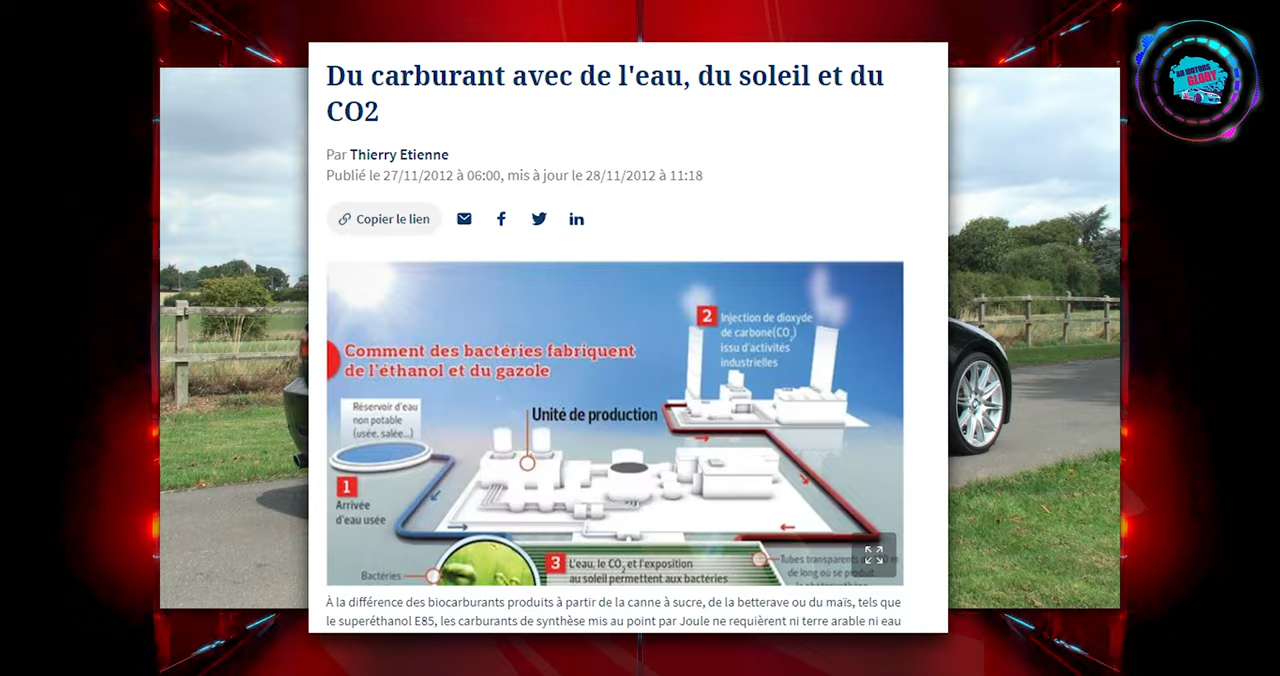 Du carburant avec de l'eau, du soleil et du
CO2
Par Thierry Etienne
Publié le 27/11/2012 à 06:00, mis à jour le 28/11/2012 à 11:18
Copier le lien
AH MOTORS
GLORY
2 Injection de dioxyde
de carbone(CO2)
issu d'activités
industrielles
Comment des bactéries fabriquent
de l'éthanol et du gazole
Réservoir d'eau
non potable
(usée, salée...)
Unité de production
1
Arrivée
d'eau usée
Bactéries
3 L'eau, le CO2 et l'exposition
au soleil permettent aux bactéries
Tubes transparents
de long où se produit
À la différence des biocarburants produits à partir de la canne à sucre, de la betterave ou du maïs, tels que
le superéthanol E85, les carburants de synthèse mis au point par Joule ne requièrent ni terre arable ni eau